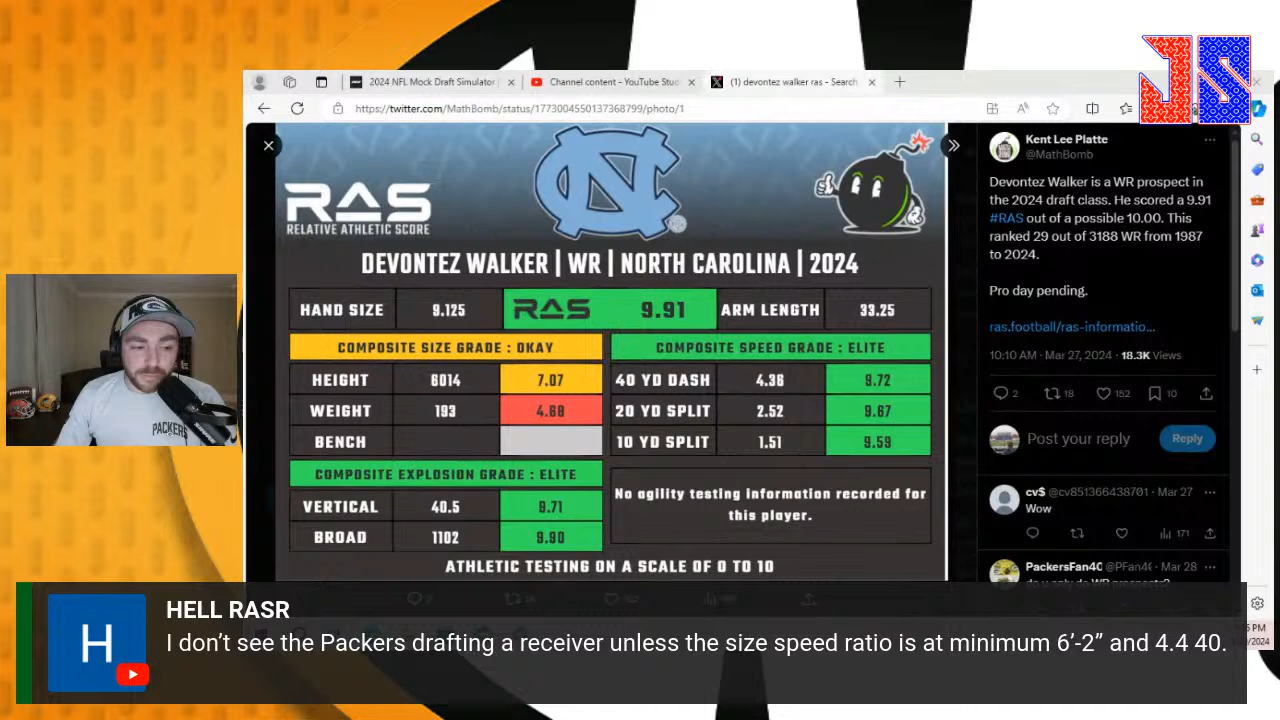 JS
2024 NFL Mock Draft Simulator
Channel content - YouTube Stu
(1) devontez walker ras - Search
https://twitter.com/MathBomb/status/1773004550137368799/photo/1
NC
RAS
RELATIVE ATHLETIC SCORE
DEVONTEZ WALKER | WR | NORTH CAROLINA | 2024
HAND SIZE 9.125 RAS 9.91 ARM LENGTH 33.25
COMPOSITE SIZE GRADE : OKAY
COMPOSITE SPEED GRADE : ELITE
HEIGHT 6014 7.07
40 YD DASH 4.36 9.72
WEIGHT 193 4.60
20 YD SPLIT 2.52 9.67
BENCH
10 YD SPLIT 1.51 9.59
COMPOSITE EXPLOSION GRADE : ELITE
VERTICAL 40.5 9.71
BROAD 1102 9.90
No agility testing information recorded for
this player.
ATHLETIC TESTING ON A SCALE OF 0 TO 10
Kent Lee Platte
@MathBomb
Devontez Walker is a WR prospect in
the 2024 draft class. He scored a 9.91
#RAS out of a possible 10.00. This
ranked 29 out of 3188 WR from 1987
to 2024.
Pro day pending.
ras.football/ras-informatio...
10:10 AM · Mar 27, 2024 · 18.3K Views
2 18 152 10
Post your reply
Reply
cv$ @cv851366438701 · Mar 27
Wow
171
PackersFan4 @PFan4 · Mar 28
PACKERS
H
HELL RASR
I don’t see the Packers drafting a receiver unless the size speed ratio is at minimum 6’-2” and 4.4 40.